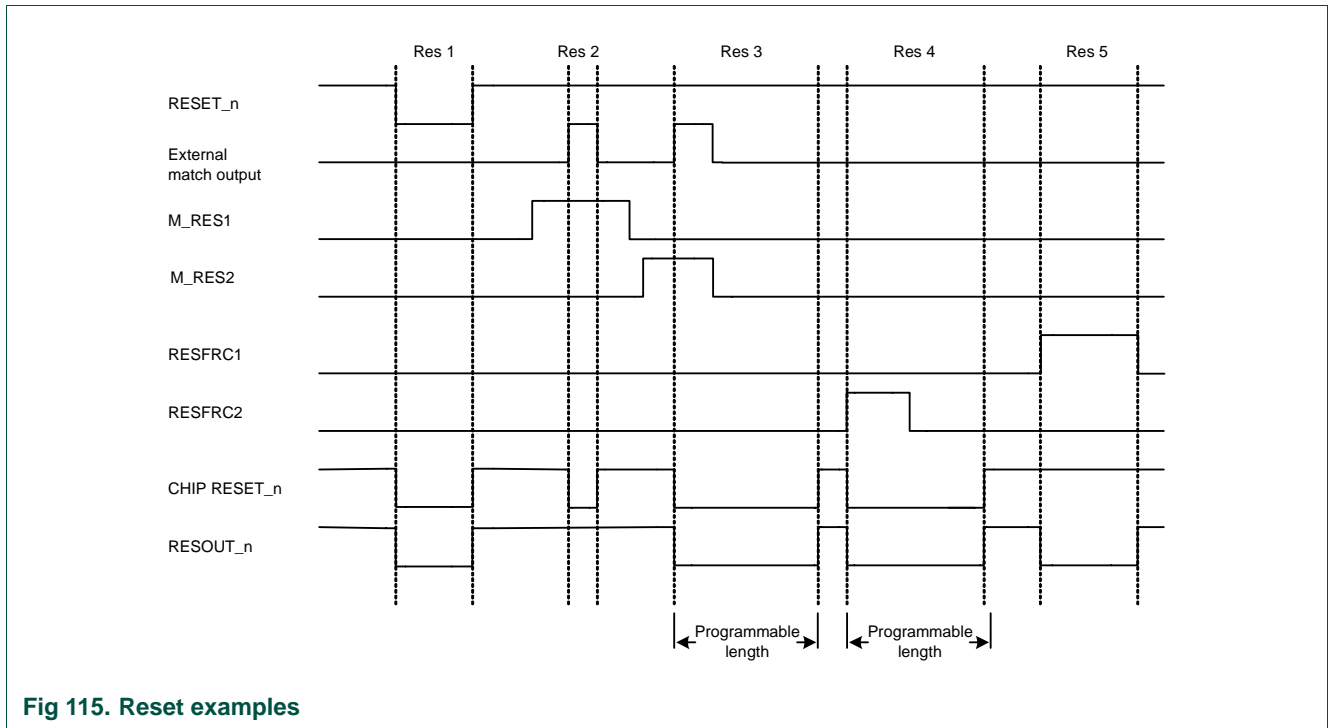 Res 1
Res 2
Res 3
Res 4
Res 5
RESET_n
External
match output
M_RES1
M_RES2
RESFRC1
RESFRC2
CHIP RESET_n
RESOUT_n
Programmable
length
Programmable
length
Fig 115. Reset examples